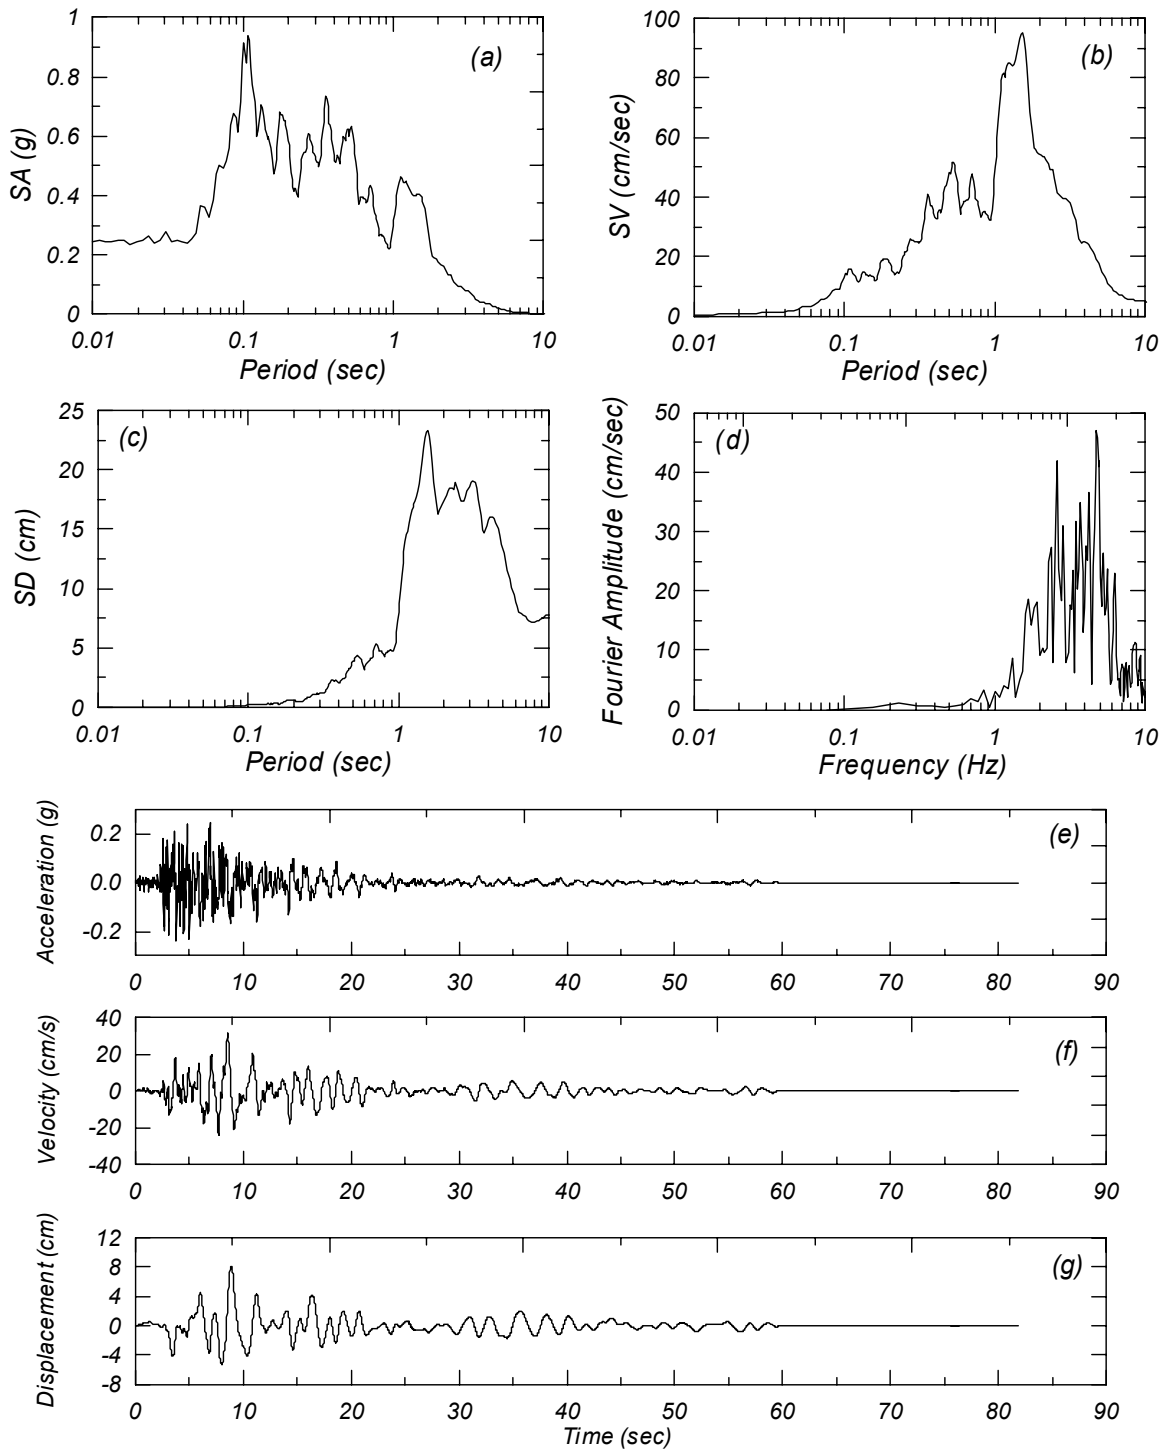 1
0.8
0.6
0.4
0.2
0
SA (g)
(a)
0.01 0.1 1 10
Period (sec)
100
80
60
40
20
0
SV (cm/sec)
(b)
0.01 0.1 1 10
Period (sec)
25
20
15
10
5
0
SD (cm)
(c)
0.01 0.1 1 10
Period (sec)
50
40
30
20
10
0
Fourier Amplitude (cm/sec)
(d)
0.01 0.1 1 10
Frequency (Hz)
0.2
0.0
-0.2
Acceleration (g)
(e)
0 10 20 30 40 50 60 70 80 90
40
20
0
-20
-40
Velocity (cm/s)
(f)
0 10 20 30 40 50 60 70 80 90
12
8
4
0
-4
-8
Displacement (cm)
(g)
0 10 20 30 40 50 60 70 80 90
Time (sec)